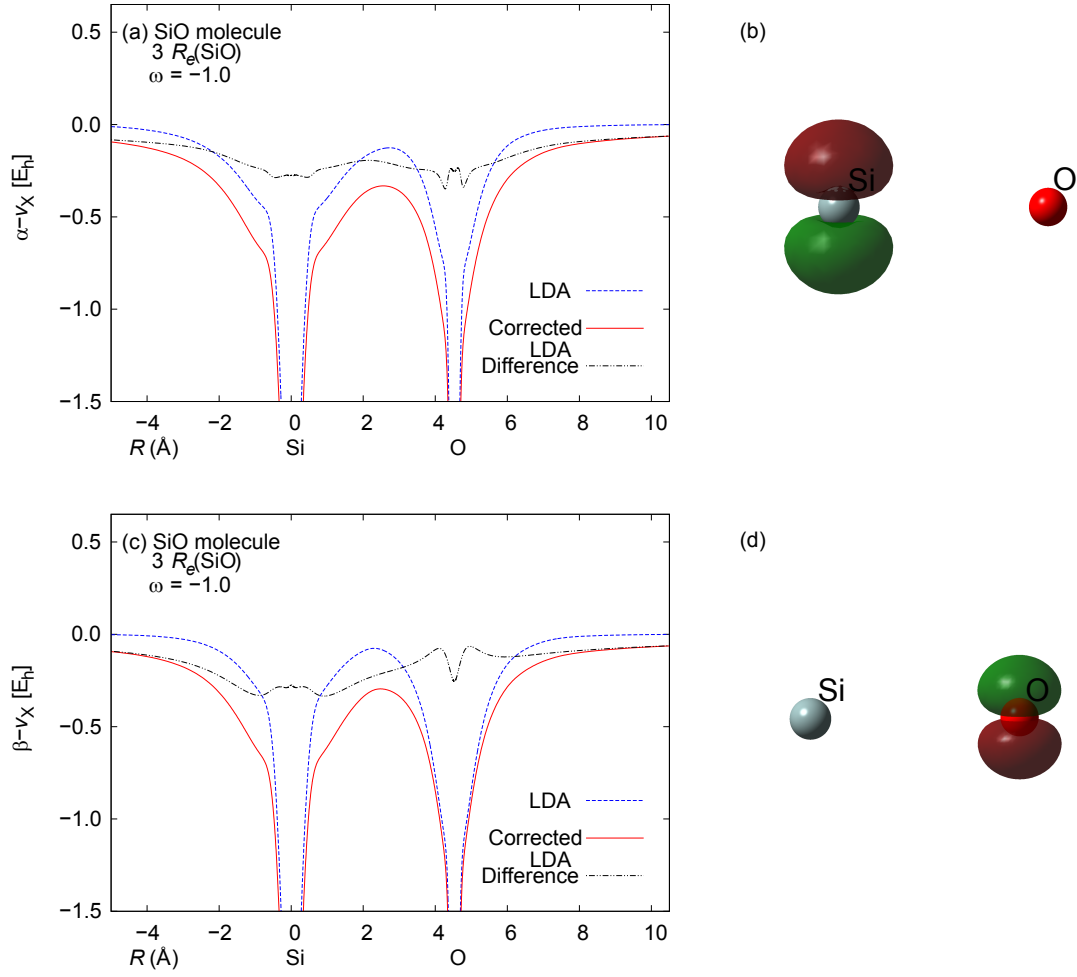 (a) SiO molecule
3 Rₑ(SiO)
ω = −1.0
0.5
0.0
−0.5
−1.0
−1.5
α−vₓ [Eₕ]
LDA
Corrected
LDA
Difference
−4 −2 0 2 4 6 8 10
R (Å) Si O
(b)
Si
O
(c) SiO molecule
3 Rₑ(SiO)
ω = −1.0
0.5
0.0
−0.5
−1.0
−1.5
β−vₓ [Eₕ]
LDA
Corrected
LDA
Difference
−4 −2 0 2 4 6 8 10
R (Å) Si O
(d)
Si
O